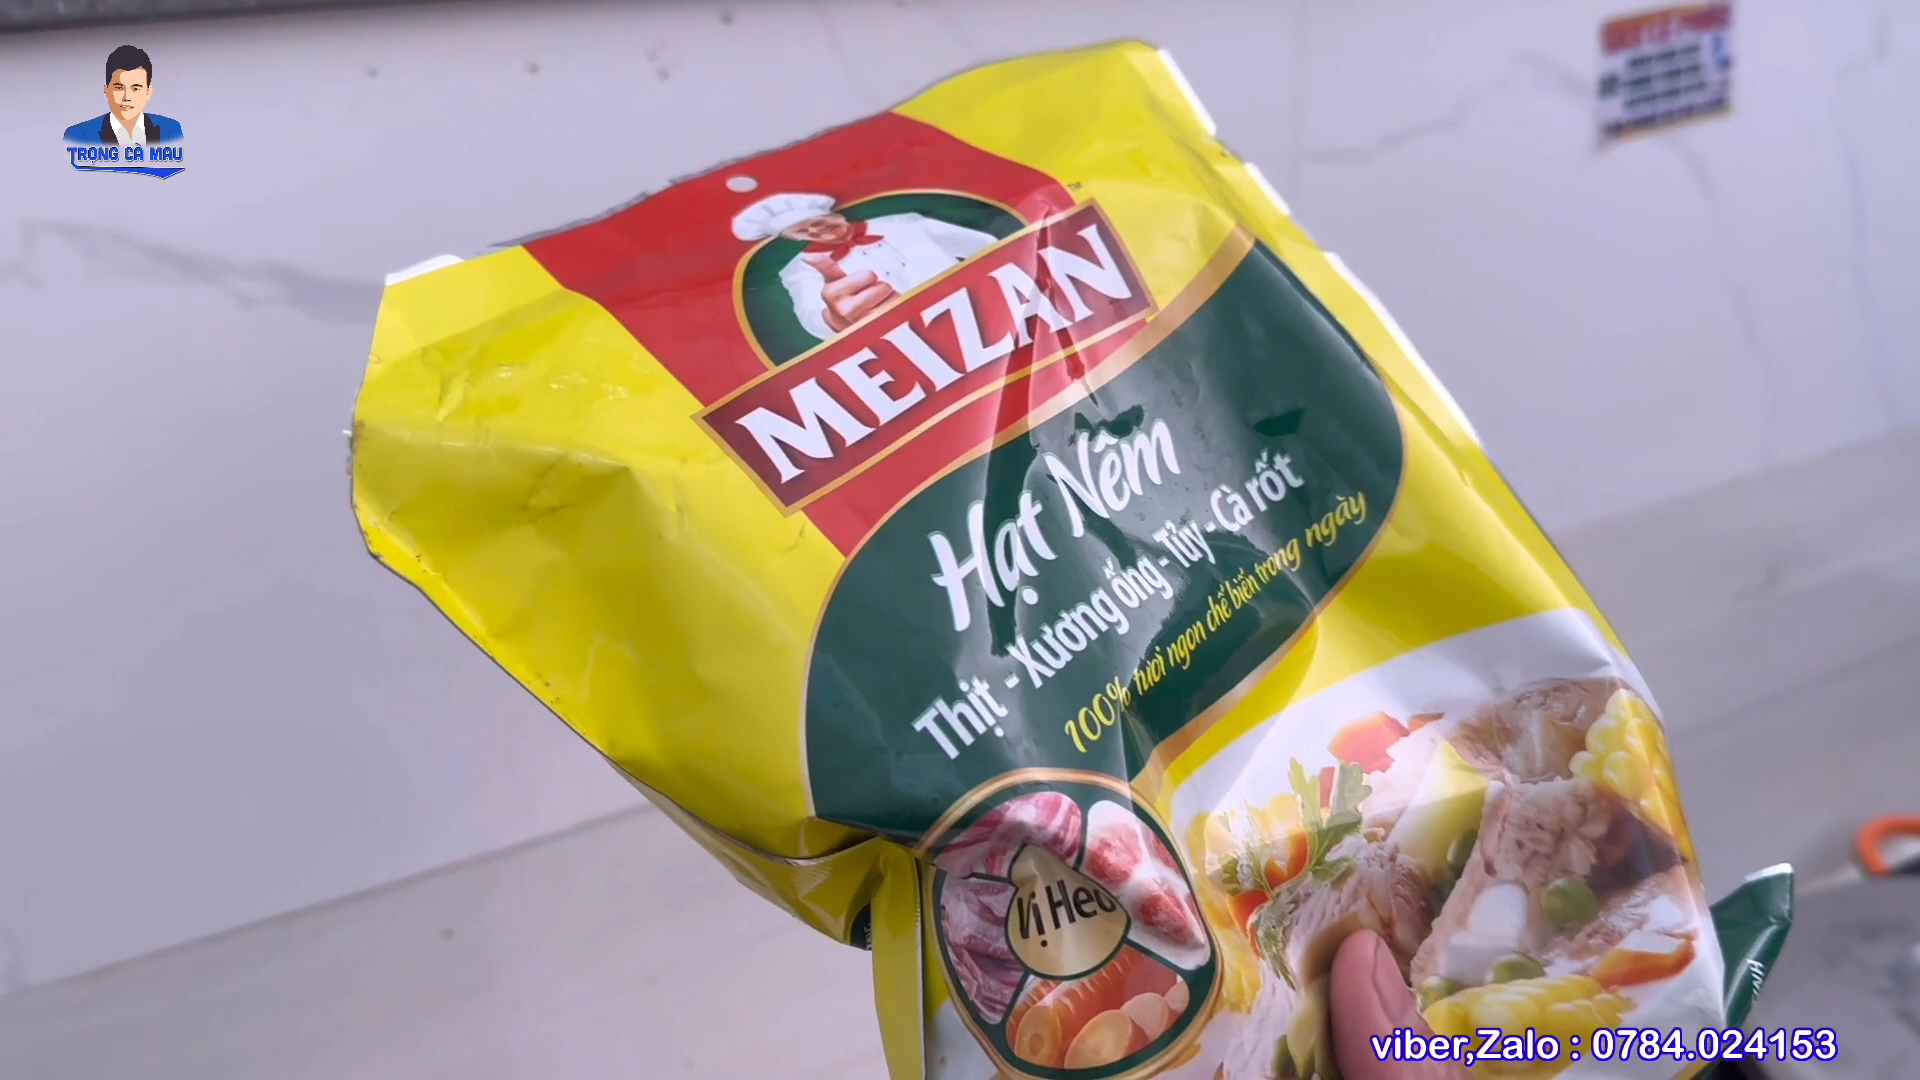 TRỌNG CÀ MAU
MEIZAN
Hạt Nêm
Thịt - Xương ống - Tủy - Cà rốt
100% tươi ngon chế biến trong ngày
Vị Heo
viber,Zalo : 0784.024153